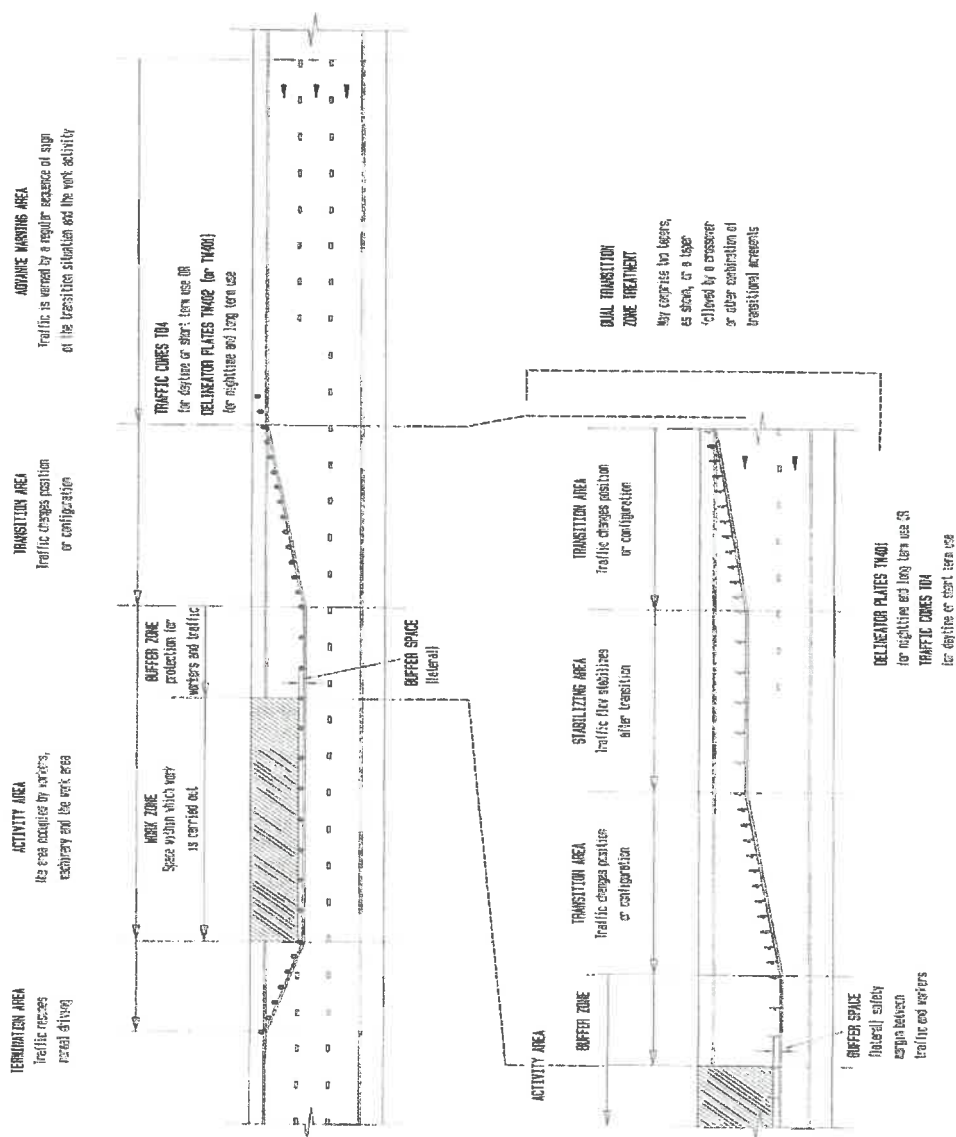 ADVANCE WARNING AREA
Traffic is warned by a regular sequence of sign
of the transition situation and the work activity
TRAFFIC CONES TD4
for daytime or short term use OR
DELINEATOR PLATES TW402 (or TW401)
for nighttime and long term use
TRANSITION AREA
Traffic changes position
or configuration
BUFFER ZONE
protection for
workers and traffic
BUFFER SPACE
(lateral)
ACTIVITY AREA
the area occupied by workers,
machinery and the work area
WORK ZONE
Space within which work
is carried out
TERMINATION AREA
Traffic resumes
normal driving
DUAL TRANSITION
ZONE TREATMENT
May comprise two tapers,
as shown, or a taper
followed by a crossover
or other combination of
transitional movements
TRANSITION AREA
Traffic changes position
or configuration
STABILIZING AREA
Traffic flow stabilizes
after transition
TRANSITION AREA
Traffic changes position
or configuration
BUFFER ZONE
ACTIVITY AREA
BUFFER SPACE
(lateral) safety
margin between
traffic and workers
DELINEATOR PLATES TW401
for nighttime and long term use OR
TRAFFIC CONES TD4
for daytime or short term use